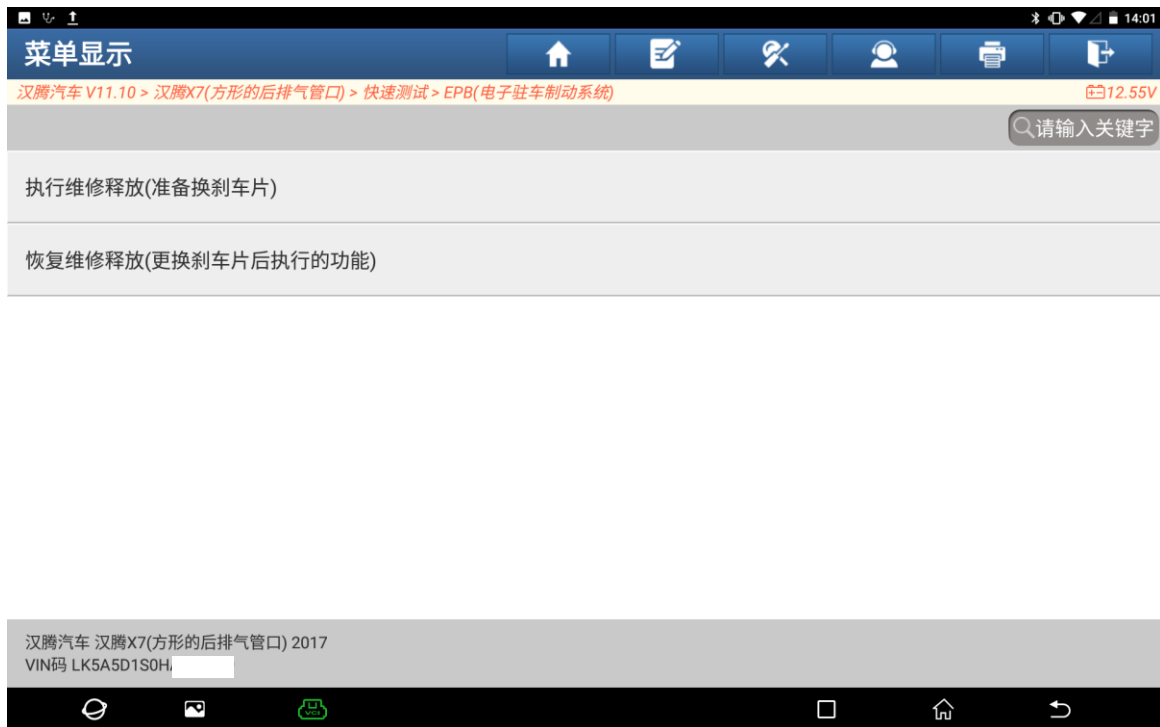 14:01
菜单显示
汉腾汽车 V11.10 > 汉腾X7(方形的后排气管口) > 快速测试 > EPB(电子驻车制动系统)
12.55V
请输入关键字
执行维修释放(准备换刹车片)
恢复维修释放(更换刹车片后执行的功能)
汉腾汽车 汉腾X7(方形的后排气管口) 2017
VIN码 LK5A5D1S0H
VCI